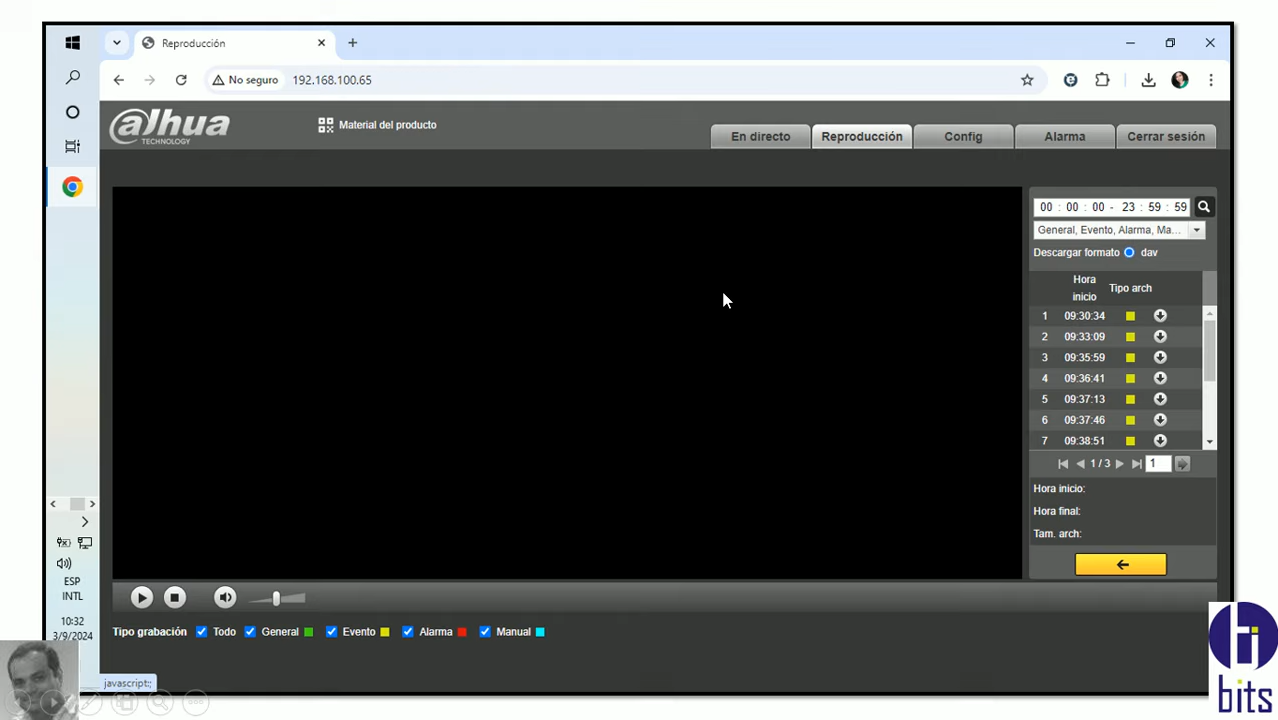 Reproducción
No seguro 192.168.100.65
alhua
TECHNOLOGY
Material del producto
En directo Reproducción Config Alarma Cerrar sesión
00 : 00 : 00 - 23 : 59 : 59
General, Evento, Alarma, Ma...
Descargar formato dav
Hora inicio Tipo arch
1 09:30:34
2 09:33:09
3 09:35:59
4 09:36:41
5 09:37:13
6 09:37:46
7 09:38:51
1 / 3 1
Hora inicio:
Hora final:
Tam. arch:
Tipo grabación Todo General Evento Alarma Manual
ESP
INTL
10:32
3/9/2024
javascript:;
bits